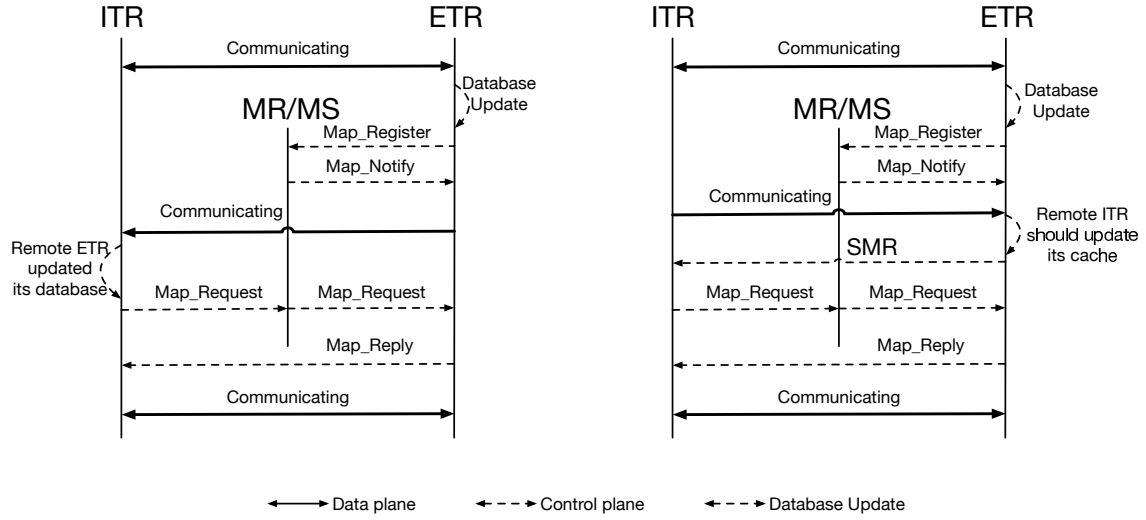 ITR
ETR
Communicating
Database
Update
MR/MS
Map_Register
Map_Notify
Communicating
Remote ETR
updated
its database
Map_Request
Map_Request
Map_Reply
Communicating
ITR
ETR
Communicating
Database
Update
MR/MS
Map_Register
Map_Notify
Communicating
Remote ITR
should update
its cache
SMR
Map_Request
Map_Request
Map_Reply
Communicating
Data plane
Control plane
Database Update